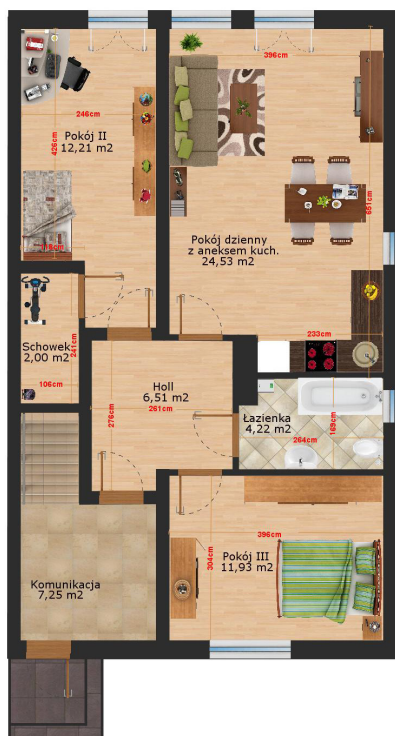 396cm
246cm
426cm
Pokój II
12,21 m2
651cm
Pokój dzienny
z aneksem kuch.
24,53 m2
Schowek
2,00 m2
241cm
106cm
233cm
Holl
6,51 m2
261cm
276cm
Łazienka
4,22 m2
169cm
264cm
396cm
Pokój III
11,93 m2
304cm
Komunikacja
7,25 m2